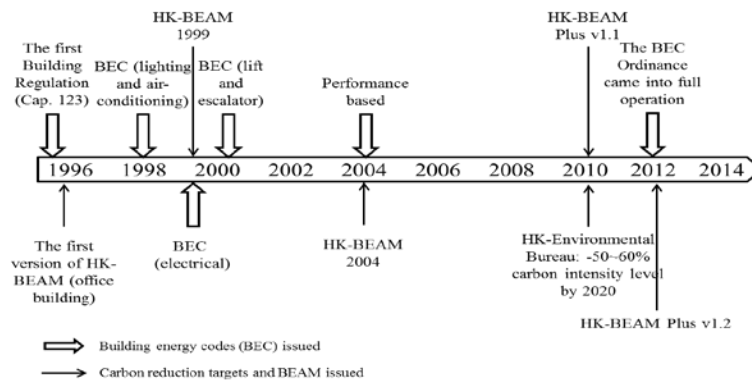 HK-BEAM
1999
HK-BEAM
Plus v1.1
The first
Building
Regulation
(Cap. 123)
BEC (lighting
and air-
conditioning)
BEC (lift
and
escalator)
Performance
based
The BEC
Ordinance
came into full
operation
1996 1998 2000 2002 2004 2006 2008 2010 2012 2014
The first
version of HK-
BEAM (office
building)
BEC
(electrical)
HK-BEAM
2004
HK-Environmental
Bureau: -50~60%
carbon intensity level
by 2020
HK-BEAM Plus v1.2
Building energy codes (BEC) issued
Carbon reduction targets and BEAM issued